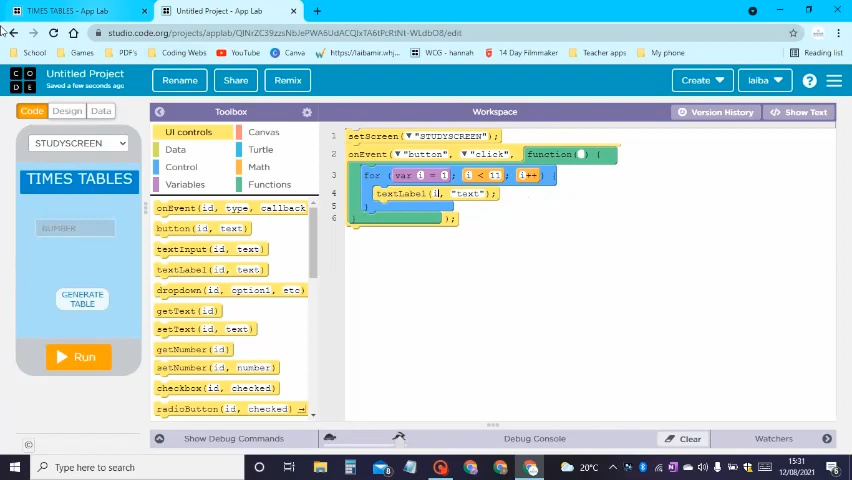 TIMES TABLES - App Lab
Untitled Project - App Lab
studio.code.org/projects/applab/QINrZC39zzsNbJePWA6UdACIxTA6tPcRtNt-WLdbO8/edit
School
Games
PDF's
Coding Webs
YouTube
Canva
https://laibamir.wh...
WCG - hannah
14 Day Filmmaker
Teacher apps
My phone
Reading list
C O
D E
Untitled Project
Saved a few seconds ago
Rename
Share
Remix
Create
laiba
?
Code
Design
Data
Toolbox
Workspace
Version History
</> Show Text
STUDYSCREEN
TIMES TABLES
NUMBER
GENERATE
TABLE
Run
UI controls
Canvas
Data
Turtle
Control
Math
Variables
Functions
onEvent(id, type, callback
button(id, text)
textInput(id, text)
textLabel(id, text)
dropdown(id, option1, etc)
getText(id)
setText(id, text)
getNumber(id)
setNumber(id, number)
checkbox(id, checked)
radioButton(id, checked)
1 setScreen(▼"STUDYSCREEN");
2 onEvent(▼"button", ▼"click", function( ) {
3 for (var i = 1; i < 11; i++) {
4 textLabel(i, "text");
5 }
6 } );
Show Debug Commands
Debug Console
Clear
Watchers
Type here to search
20°C
15:31
12/08/2021